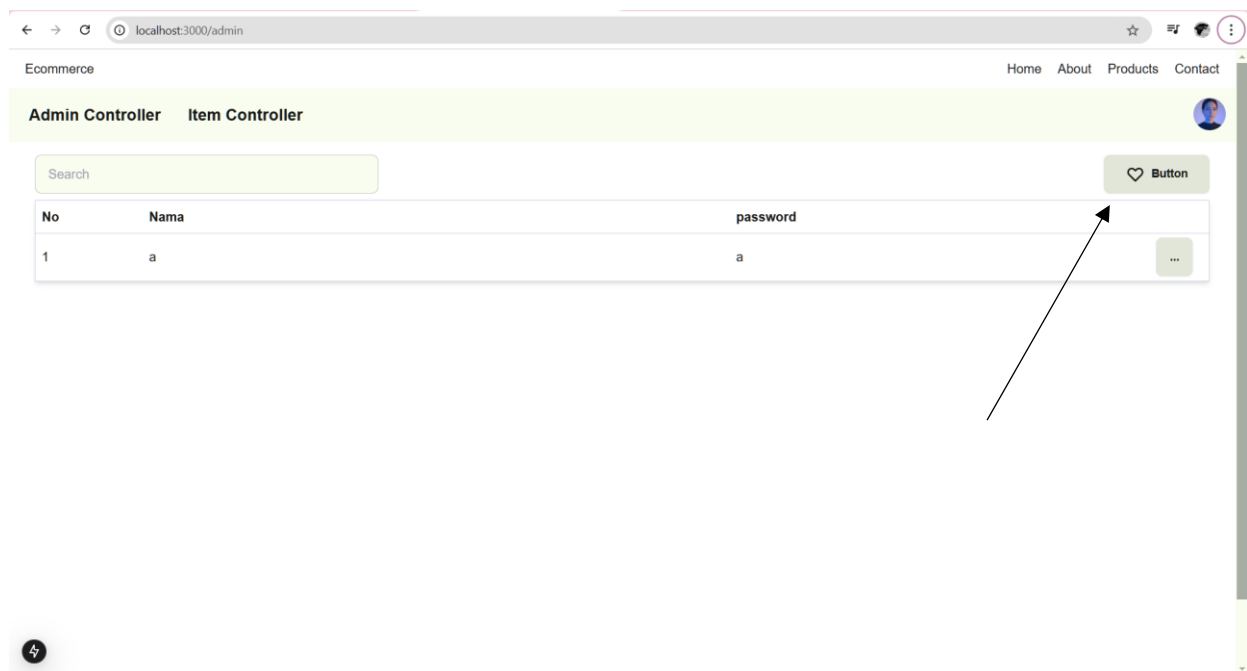 localhost:3000/admin
Ecommerce Home About Products Contact
Admin Controller Item Controller
Search Button
No Nama password
1 a a ...